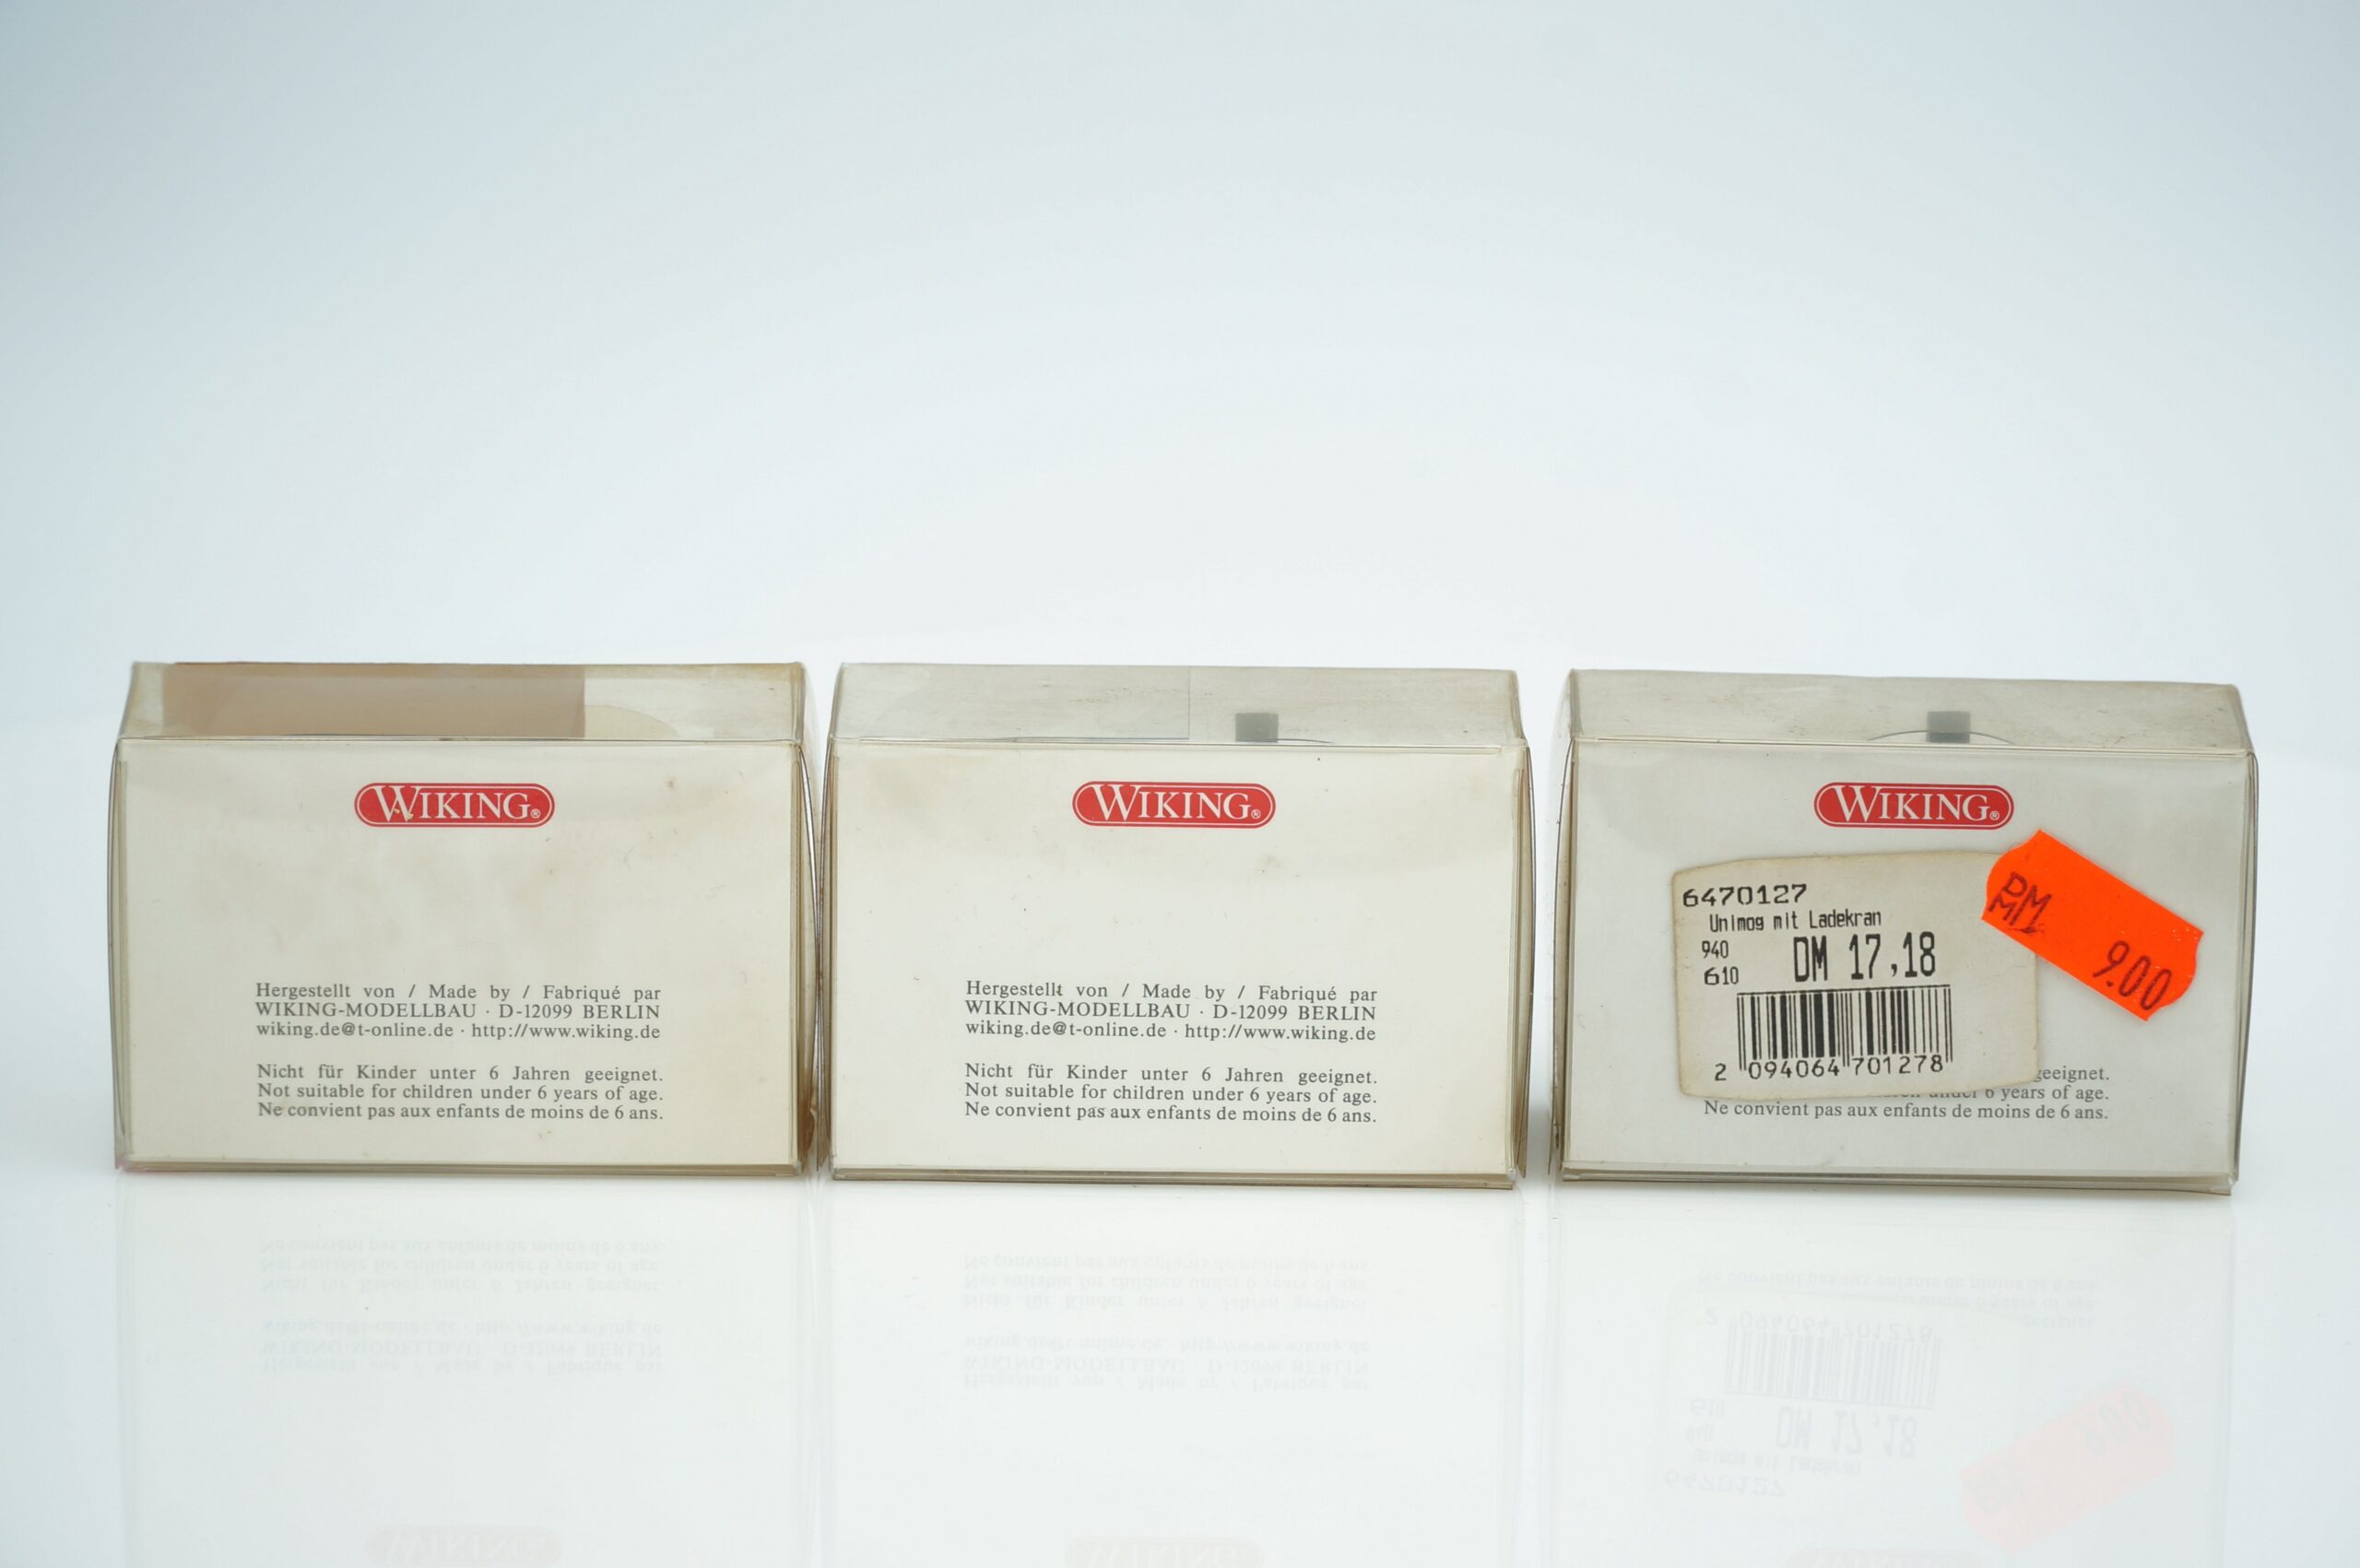 WIKING®
Hergestellt von / Made by / Fabriqué par
WIKING-MODELLBAU · D-12099 BERLIN
wiking.de@t-online.de · http://www.wiking.de
Nicht für Kinder unter 6 Jahren geeignet.
Not suitable for children under 6 years of age.
Ne convient pas aux enfants de moins de 6 ans.
WIKING®
Hergestellt von / Made by / Fabriqué par
WIKING-MODELLBAU · D-12099 BERLIN
wiking.de@t-online.de · http://www.wiking.de
Nicht für Kinder unter 6 Jahren geeignet.
Not suitable for children under 6 years of age.
Ne convient pas aux enfants de moins de 6 ans.
WIKING®
6470127
Unimog mit Ladekran
940
DM 17,18
610
2 094064 701278
DM
9.00
geeignet.
under 6 years of age.
Ne convient pas aux enfants de moins de 6 ans.